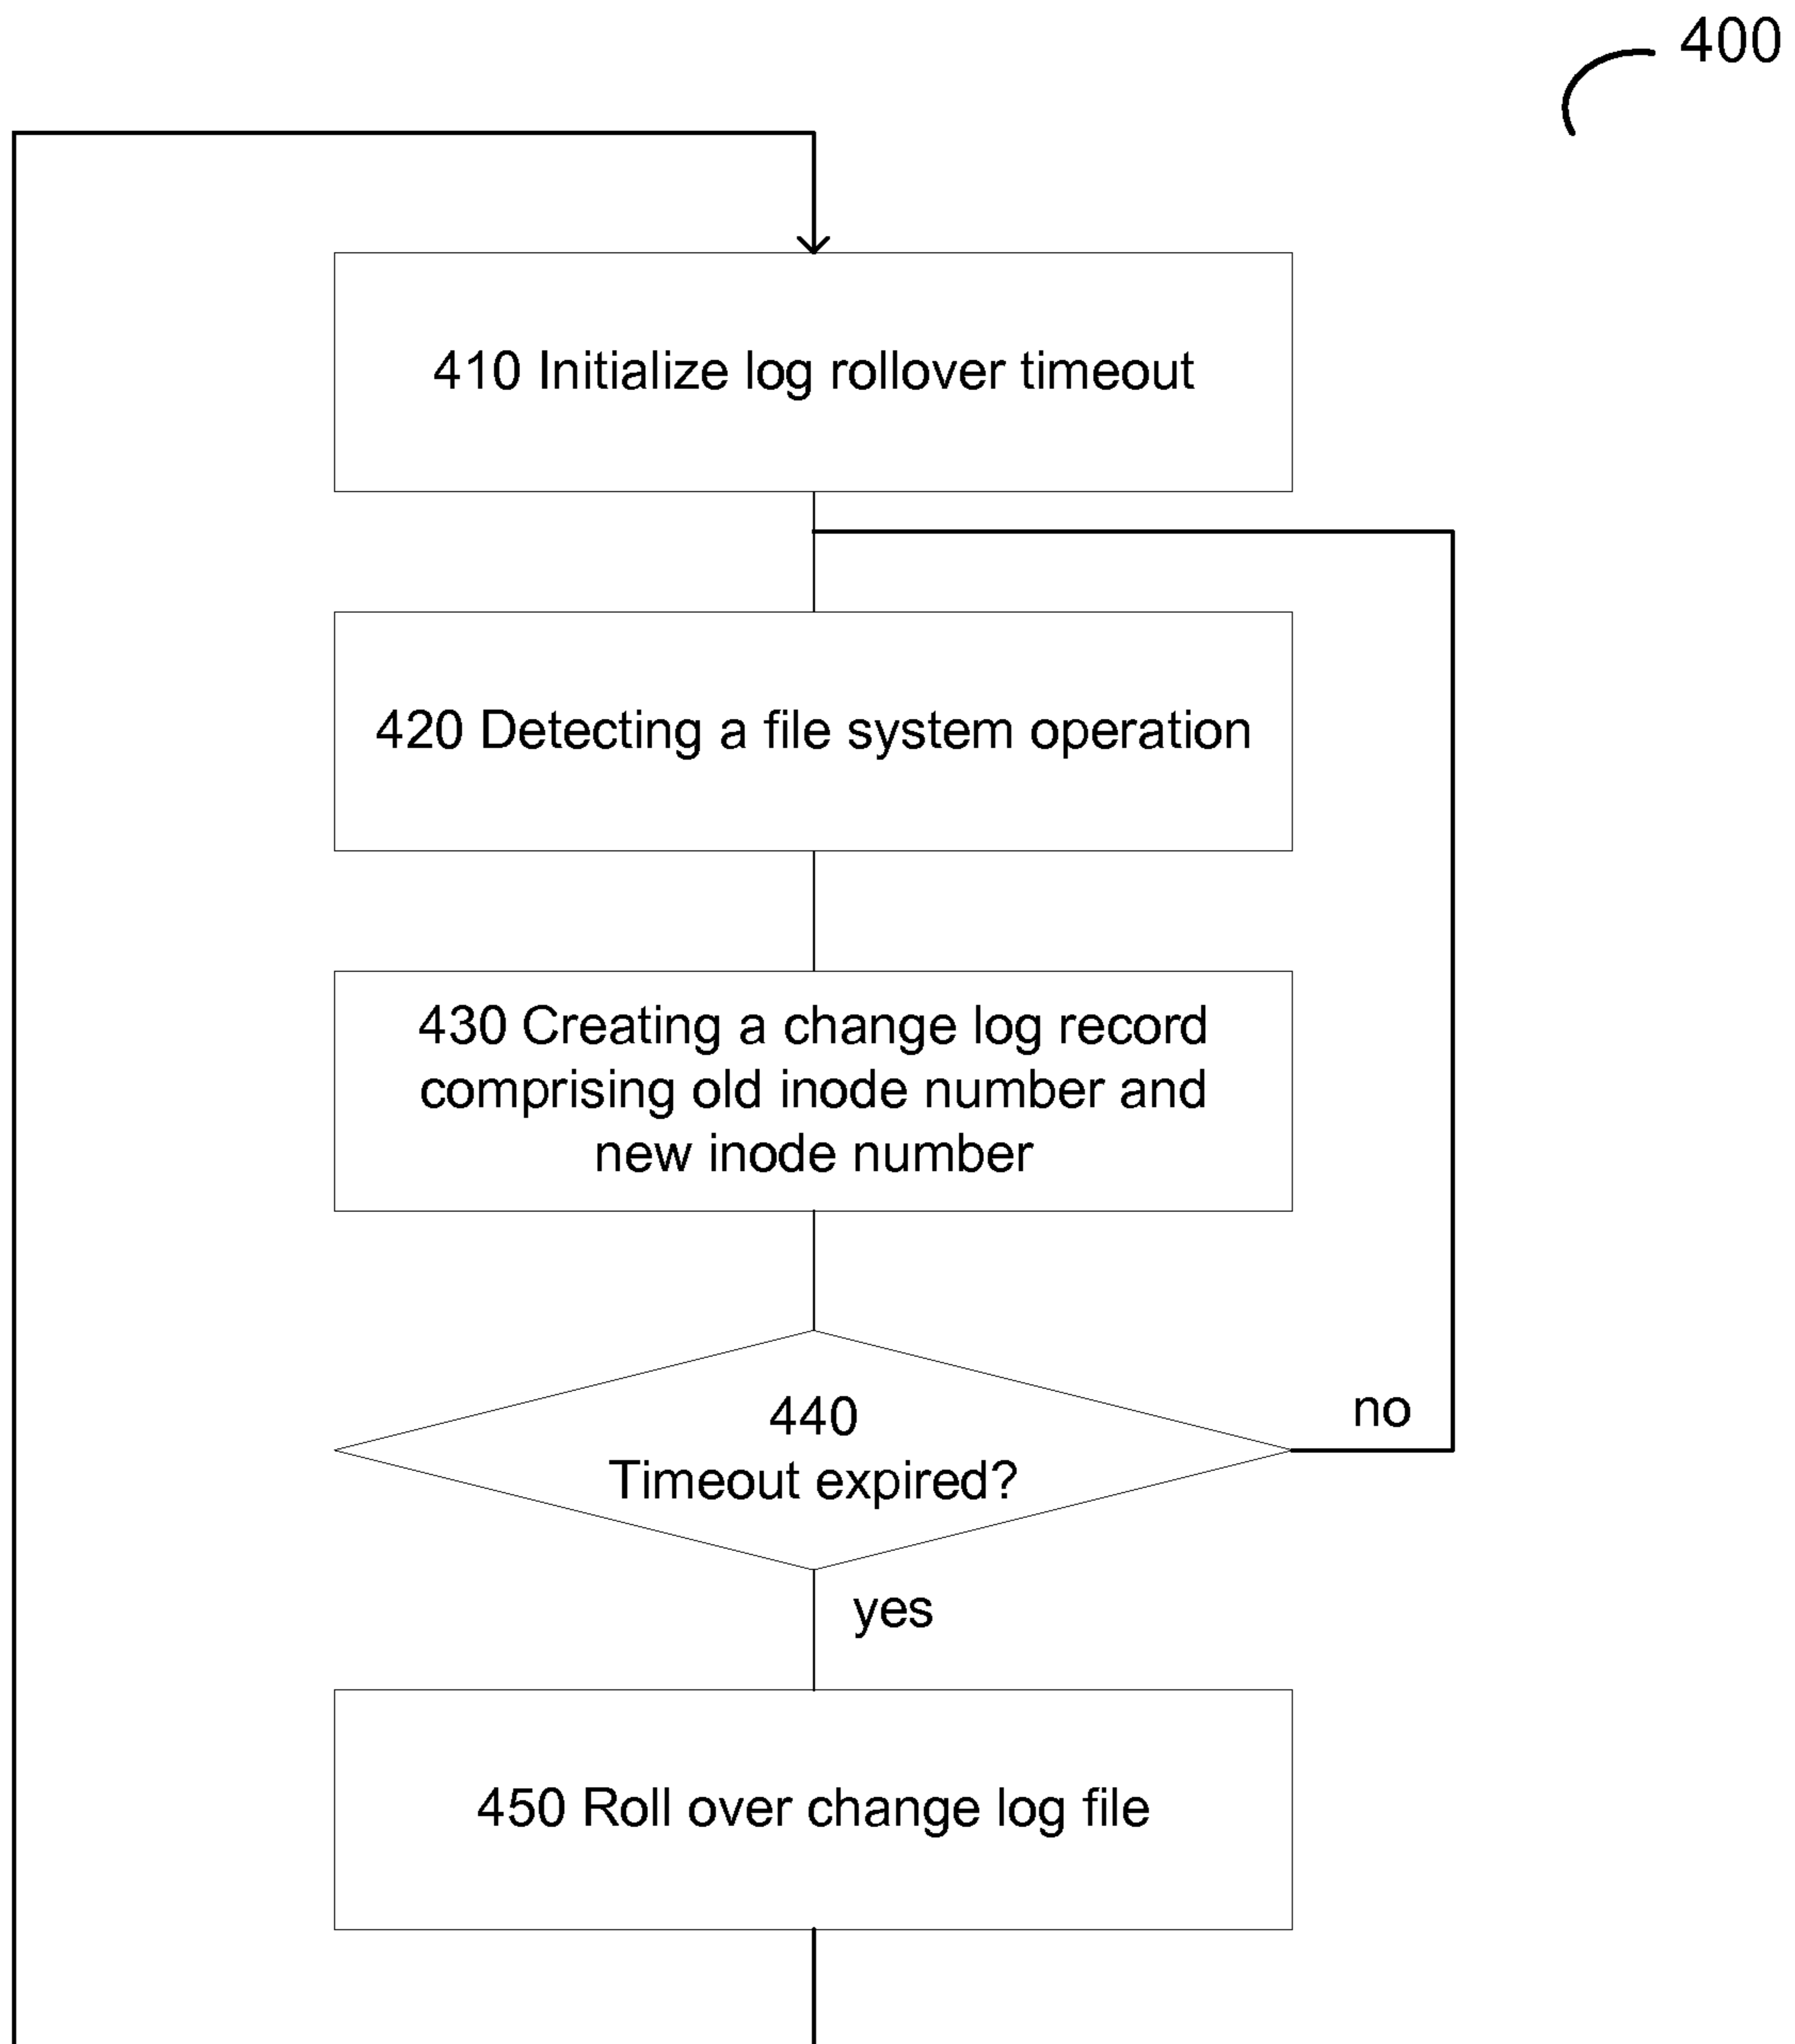 400
410 Initialize log rollover timeout
420 Detecting a file system operation
430 Creating a change log record
comprising old inode number and
new inode number
440
Timeout expired?
no
yes
450 Roll over change log file